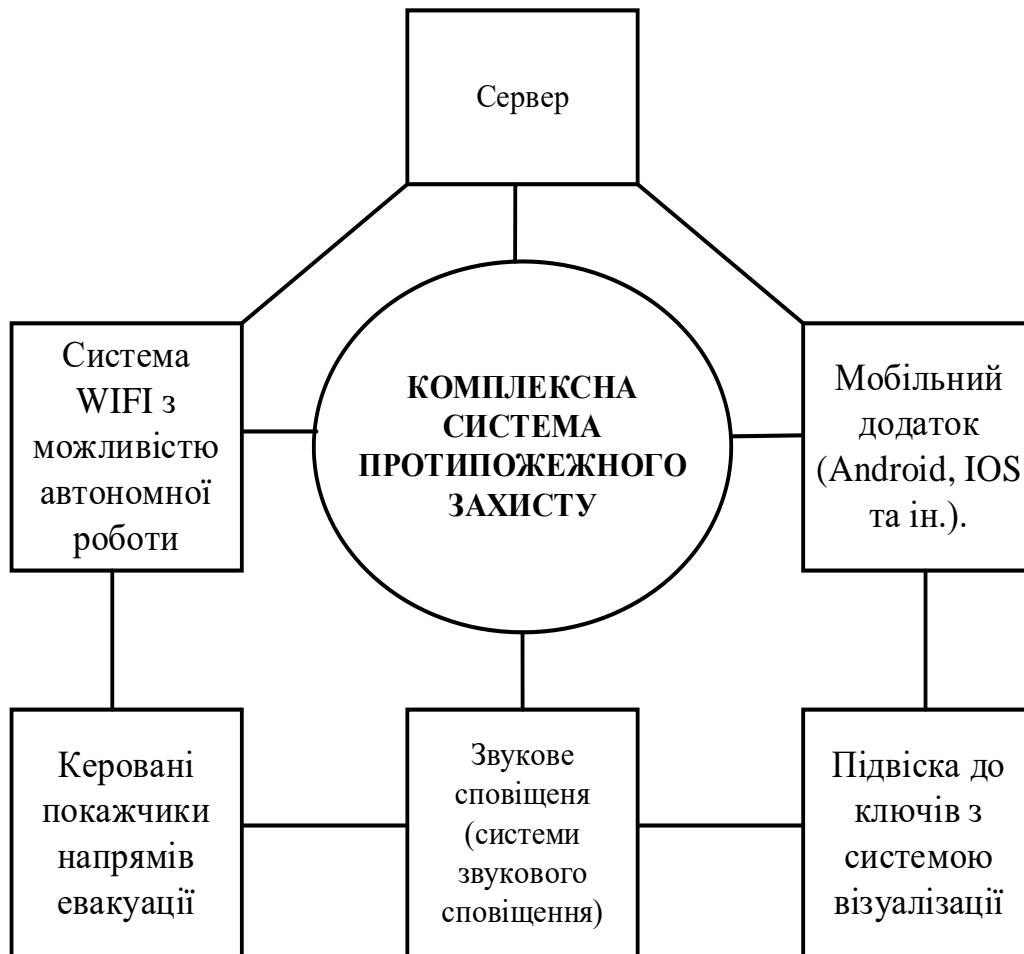 Сервер
Система
WIFI з
можливістю
автономної
роботи
КОМПЛЕКСНА
СИСТЕМА
ПРОТИПОЖЕЖНОГО
ЗАХИСТУ
Мобільний
додаток
(Android, IOS
та ін.).
Керовані
покажчики
напрямів
евакуації
Звукове
сповіщеня
(системи
звукового
сповіщення)
Підвіска до
ключів з
системою
візуалізації